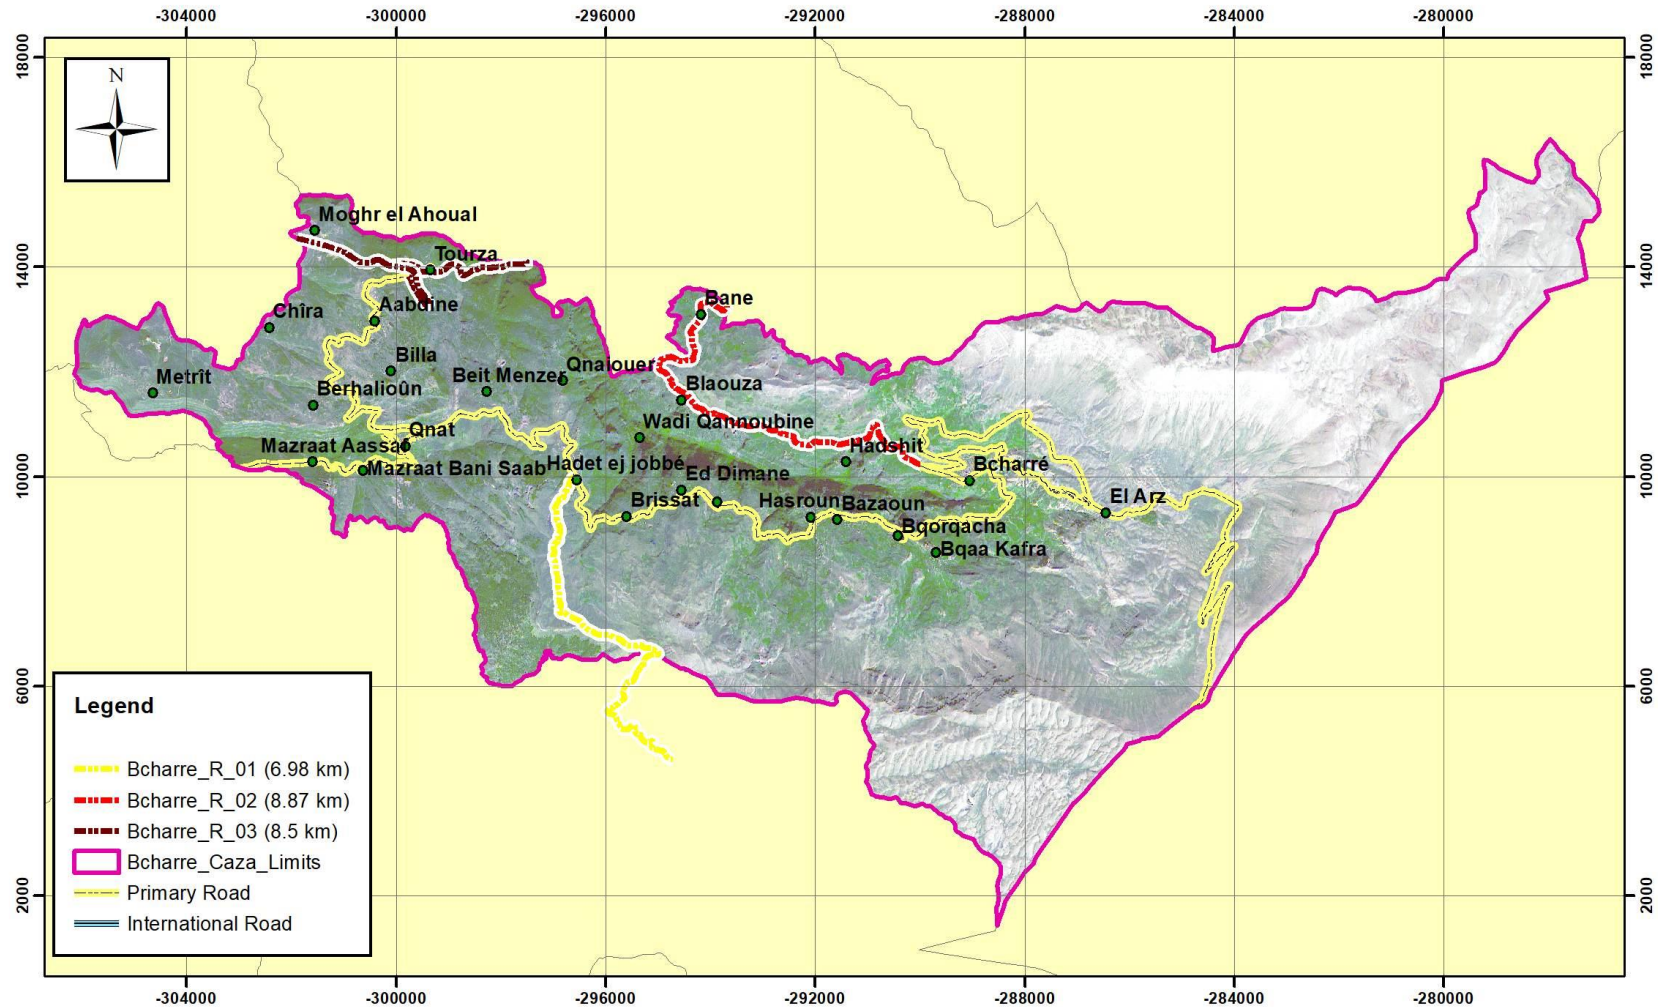 -304000 -300000 -296000 -292000 -288000 -284000 -280000
18000 18000
N
Moghr el Ahoual
Tourza
14000 14000
Bane
Aabdine
Chîra
Billa
Qnaiouer
Beit Menzer
Metrît
Berhalioûn
Blaouza
Wadi Qannoubine
Qnat
Mazraat Aassaf
Hadshit
Mazraat Bani Saab
Hadet ej jobbé
Bcharré
10000 10000
Ed Dimane
El Arz
Brissat
Hasroun
Bazaoun
Bqorqacha
Bqaa Kafra
6000 6000
Legend
Bcharre_R_01 (6.98 km)
Bcharre_R_02 (8.87 km)
Bcharre_R_03 (8.5 km)
Bcharre_Caza_Limits
Primary Road
International Road
2000 2000
-304000 -300000 -296000 -292000 -288000 -284000 -280000